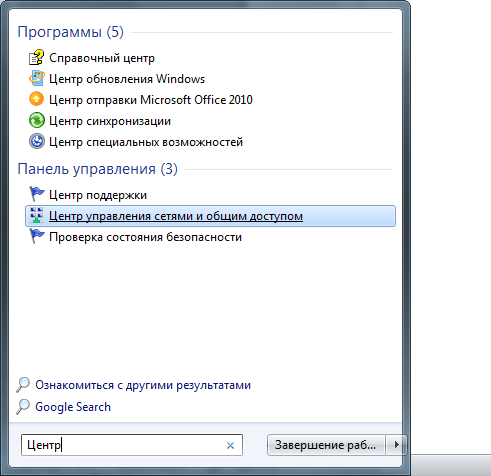 Программы (5)
Справочный центр
Центр обновления Windows
Центр отправки Microsoft Office 2010
Центр синхронизации
Центр специальных возможностей
Панель управления (3)
Центр поддержки
Центр управления сетями и общим доступом
Проверка состояния безопасности
Ознакомиться с другими результатами
Google Search
Центр
Завершение раб...